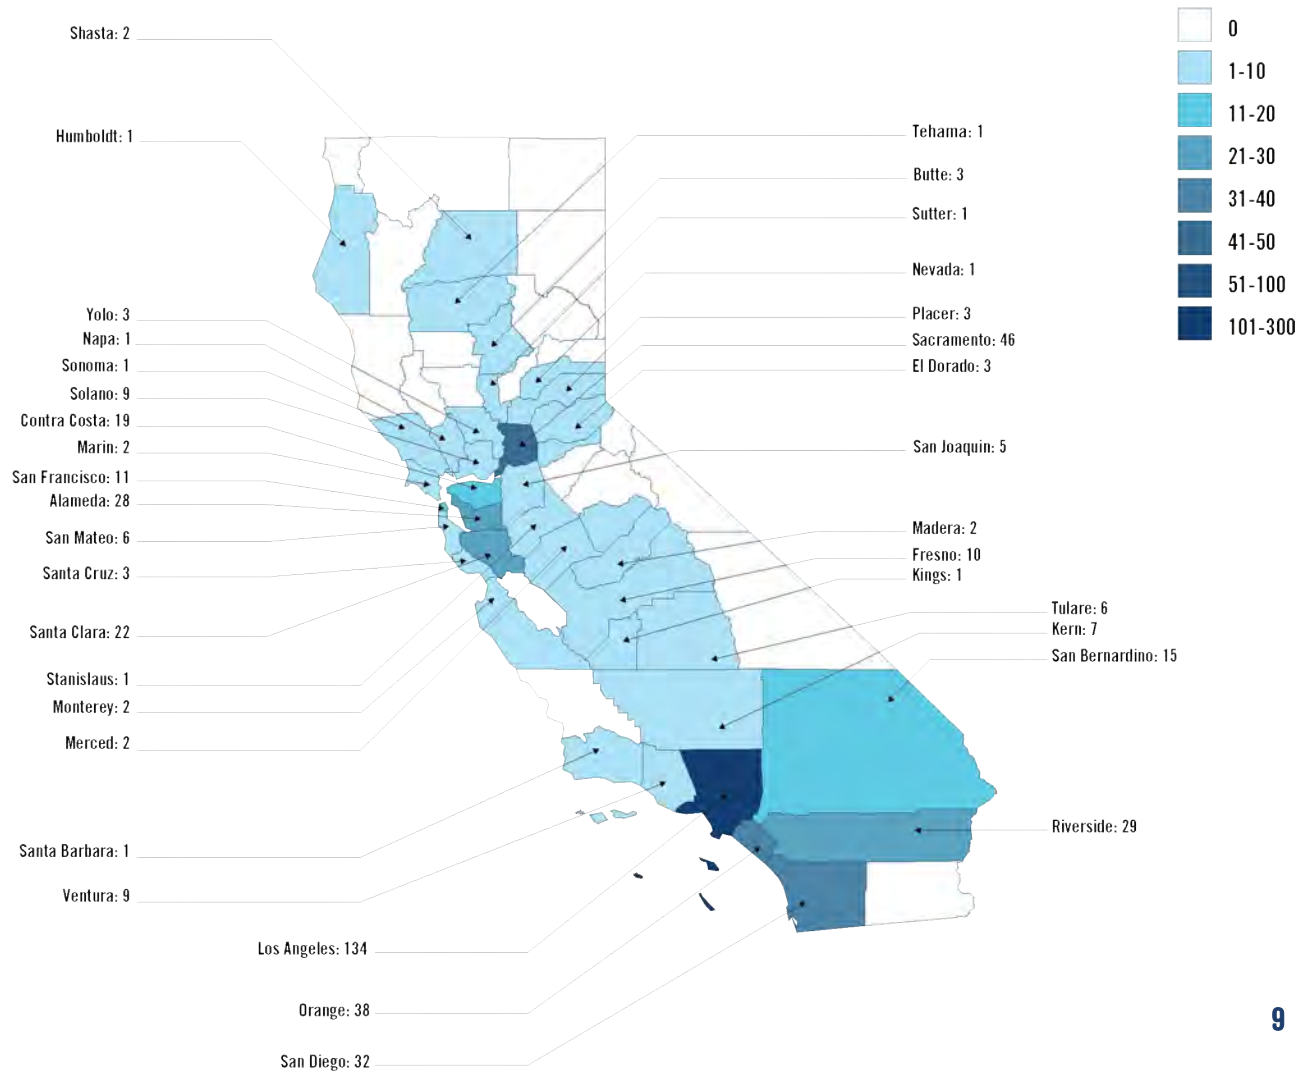 Shasta: 2
Humboldt: 1
Yolo: 3
Napa: 1
Sonoma: 1
Solano: 9
Contra Costa: 19
Marin: 2
San Francisco: 11
Alameda: 28
San Mateo: 6
Santa Cruz: 3
Santa Clara: 22
Stanislaus: 1
Monterey: 2
Merced: 2
Santa Barbara: 1
Ventura: 9
Los Angeles: 134
Orange: 38
San Diego: 32
Tehama: 1
Butte: 3
Sutter: 1
Nevada: 1
Placer: 3
Sacramento: 46
El Dorado: 3
San Joaquin: 5
Madera: 2
Fresno: 10
Kings: 1
Tulare: 6
Kern: 7
San Bernardino: 15
Riverside: 29
0
1-10
11-20
21-30
31-40
41-50
51-100
101-300
9